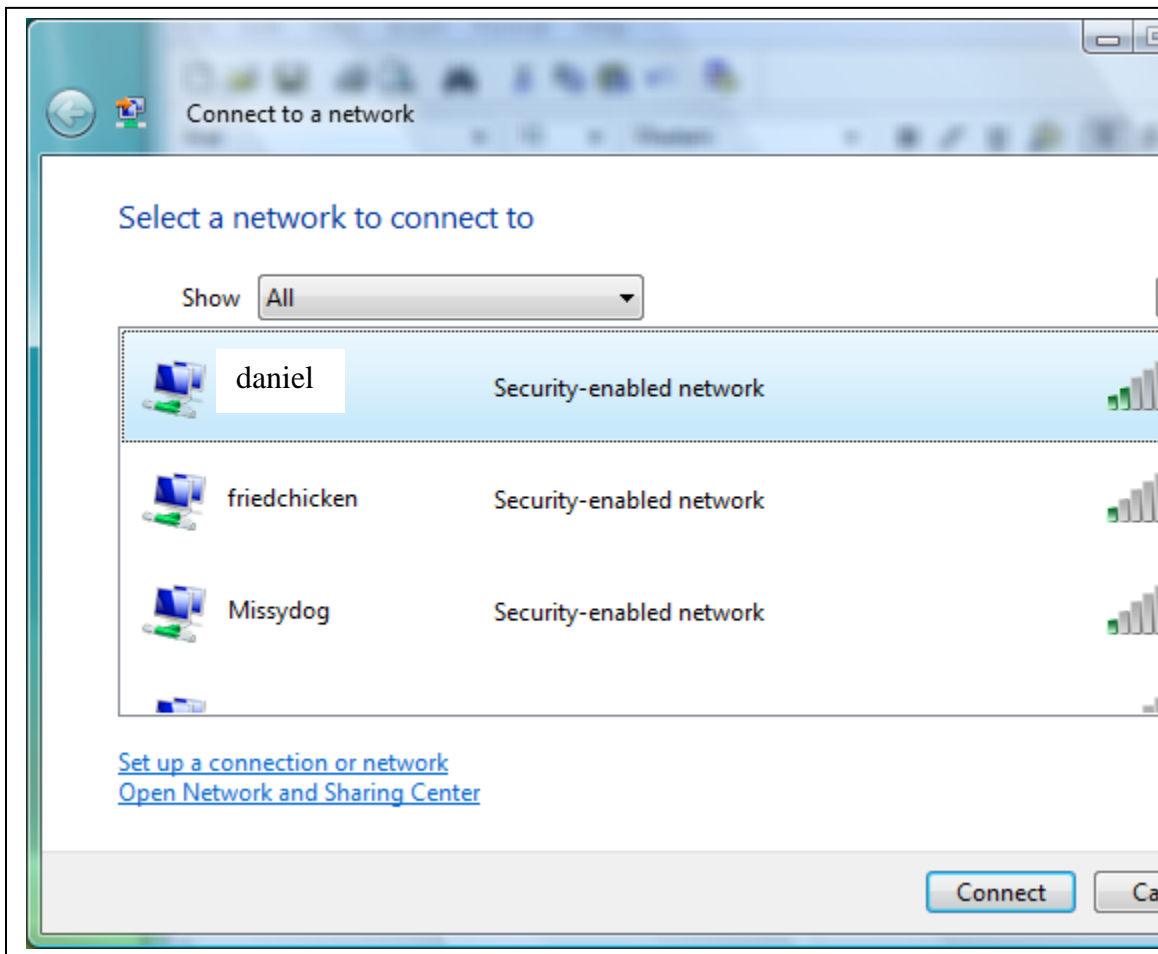 Connect to a network
Select a network to connect to
Show All
daniel Security-enabled network
friedchicken Security-enabled network
Missydog Security-enabled network
Set up a connection or network
Open Network and Sharing Center
Connect Ca